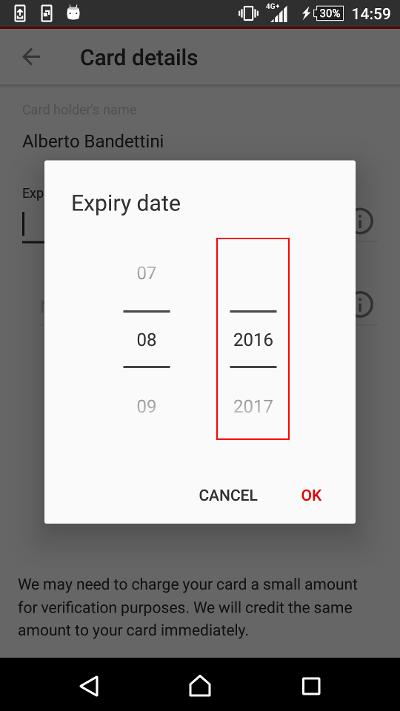 4G+ 30% 14:59
Card details
Card holder's name
Alberto Bandettini
Exp
Expiry date
07
08 2016
09 2017
CANCEL OK
We may need to charge your card a small amount
for verification purposes. We will credit the same
amount to your card immediately.